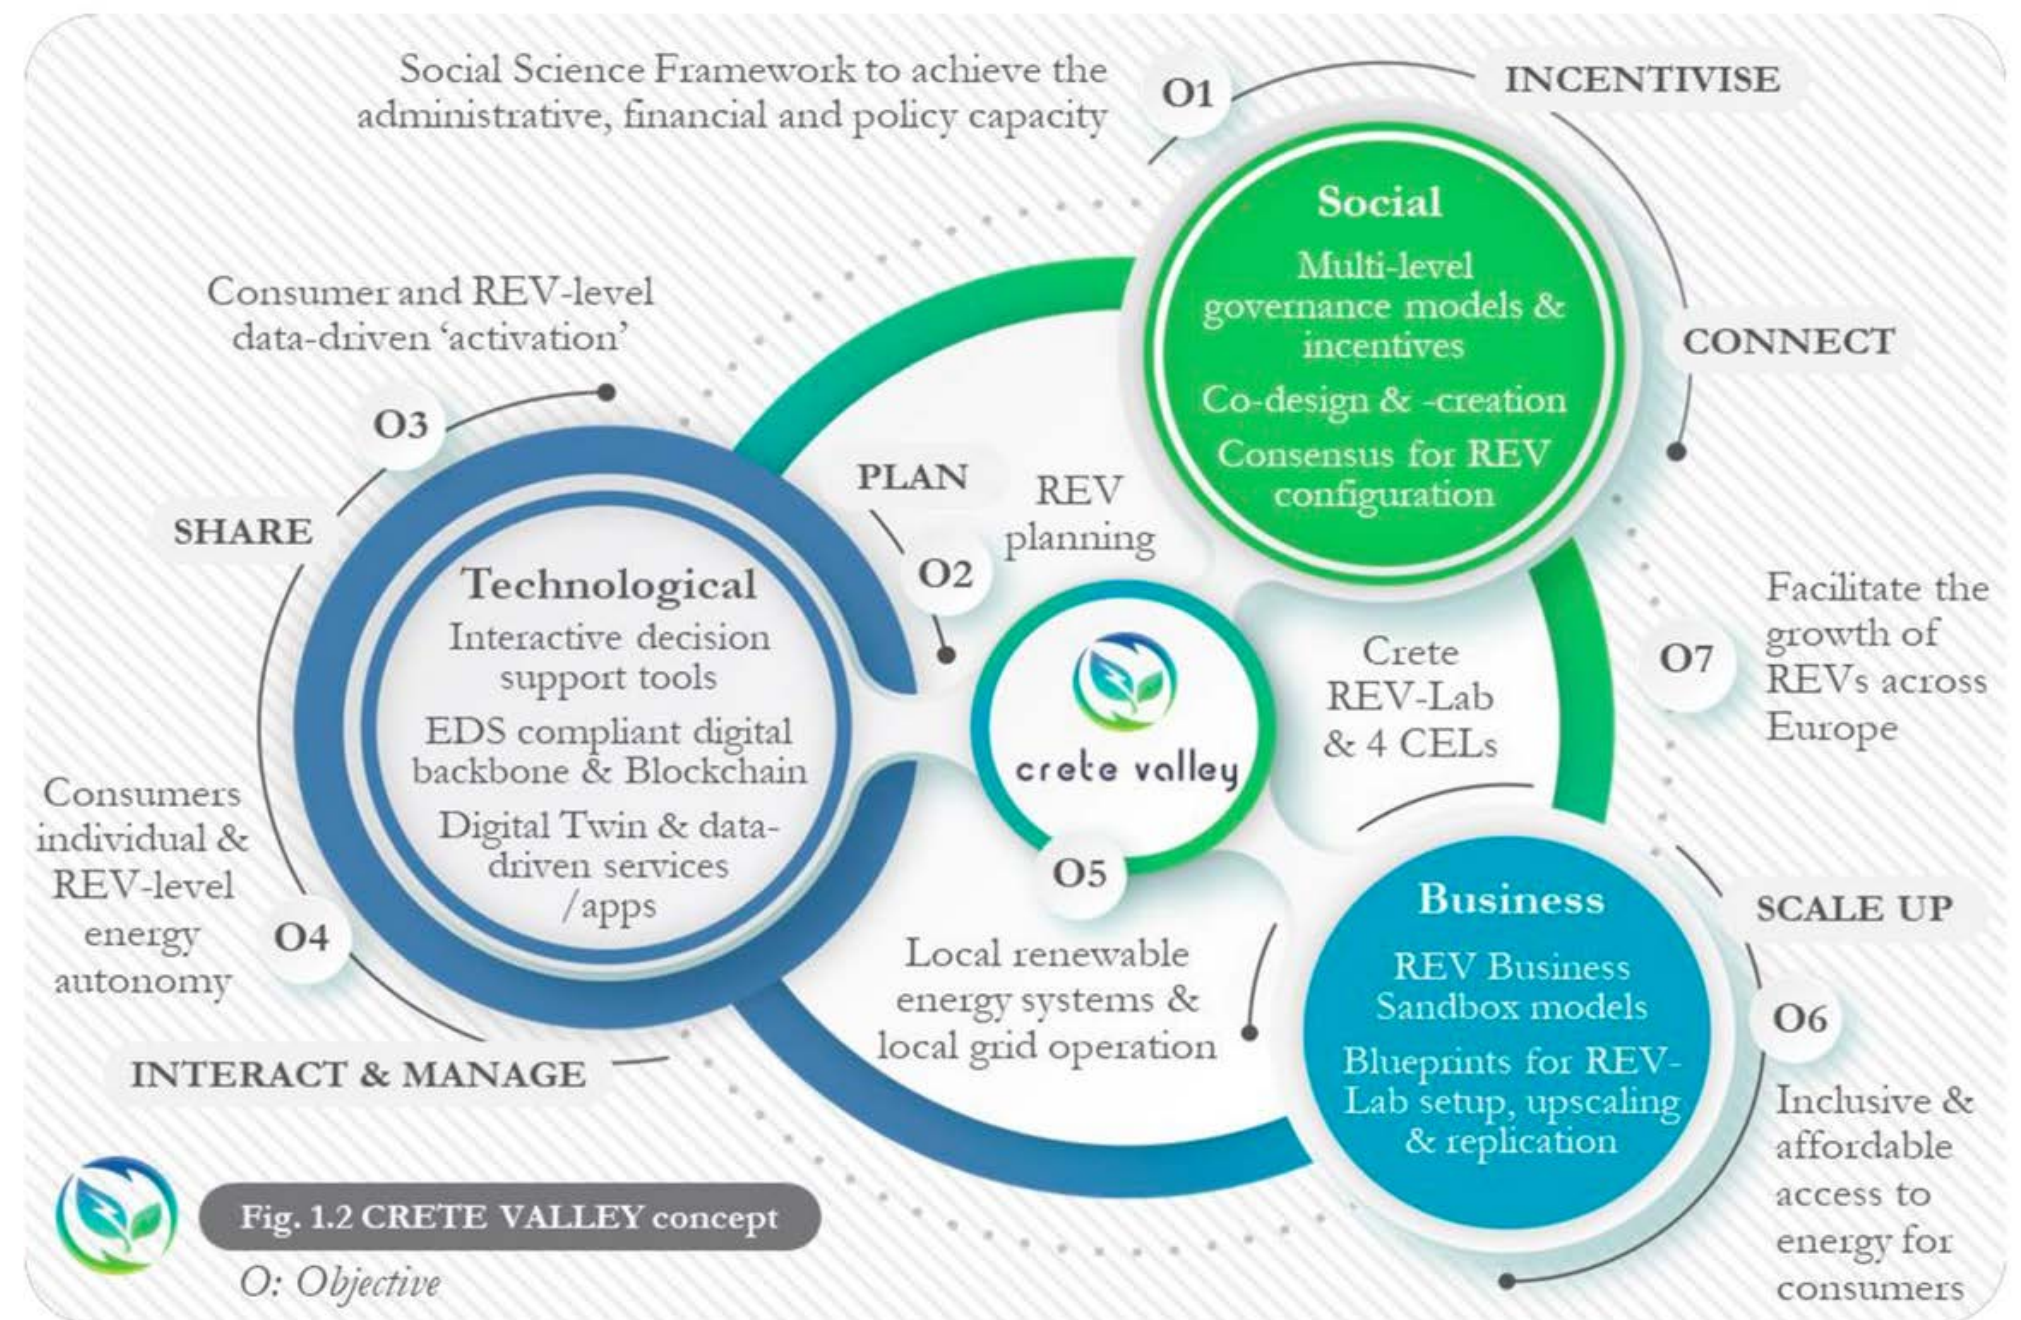 Social Science Framework to achieve the
administrative, financial and policy capacity
O1
INCENTIVISE
Social
Multi-level
governance models &
incentives
Co-design & -creation
Consensus for REV
configuration
CONNECT
Consumer and REV-level
data-driven ‘activation’
O3
SHARE
PLAN
O2
REV
planning
Technological
Interactive decision
support tools
EDS compliant digital
backbone & Blockchain
Digital Twin & data-
driven services
/apps
crete valley
Crete
REV-Lab
& 4 CELs
O7
Facilitate the
growth of
REVs across
Europe
Consumers
individual &
REV-level
energy
autonomy
O4
INTERACT & MANAGE
O5
Local renewable
energy systems &
local grid operation
Business
REV Business
Sandbox models
Blueprints for REV-
Lab setup, upscaling
& replication
SCALE UP
O6
Inclusive &
affordable
access to
energy for
consumers
Fig. 1.2 CRETE VALLEY concept
O: Objective